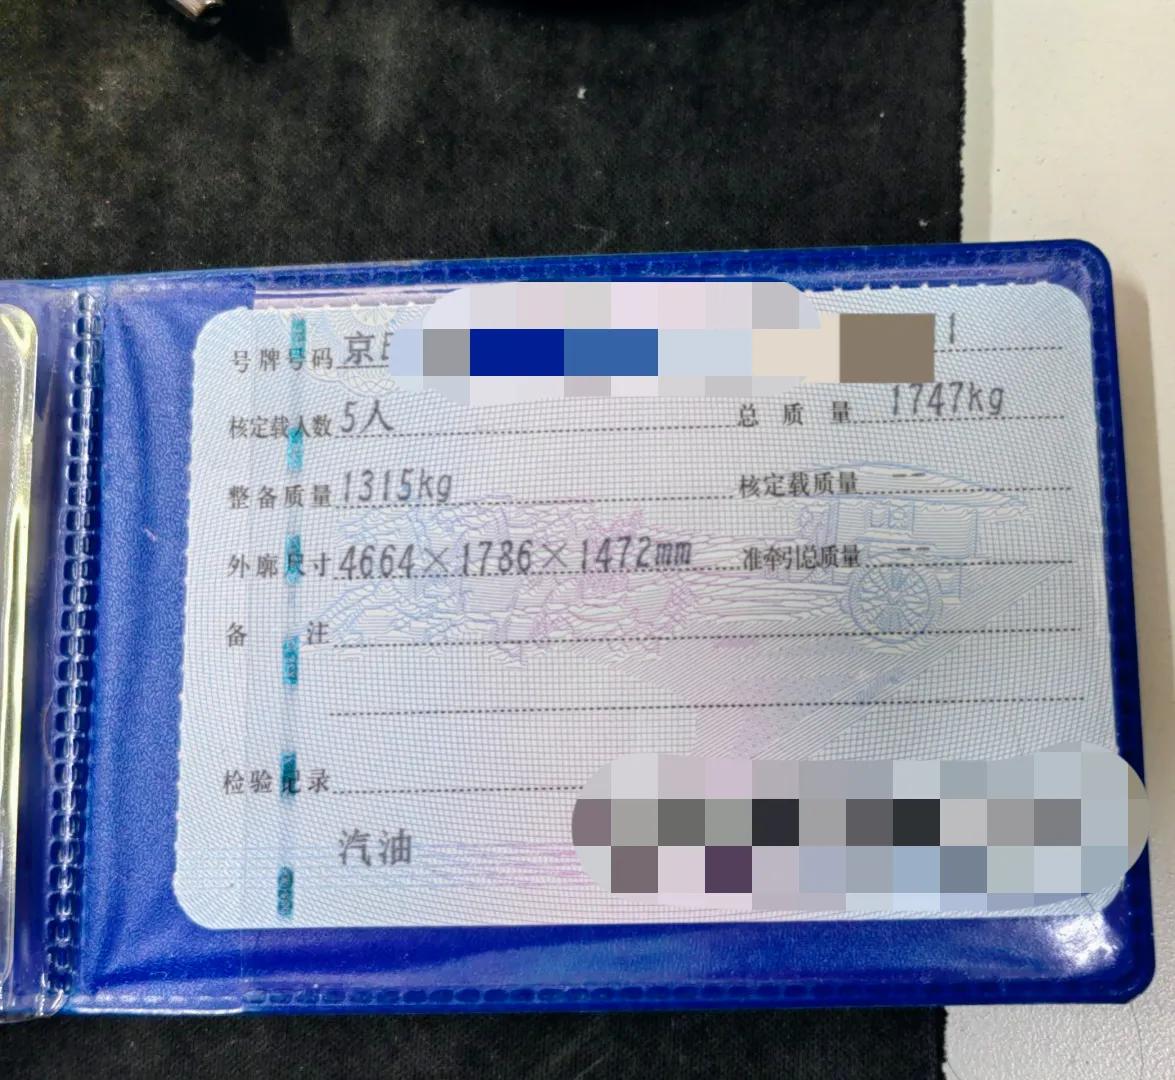 号牌号码 京
核定载人数 5人 总质量 1747kg
整备质量 1315kg 核定载质量 --
外廓尺寸 4664×1786×1472mm 准牵引总质量 --
备注
检验记录
汽油